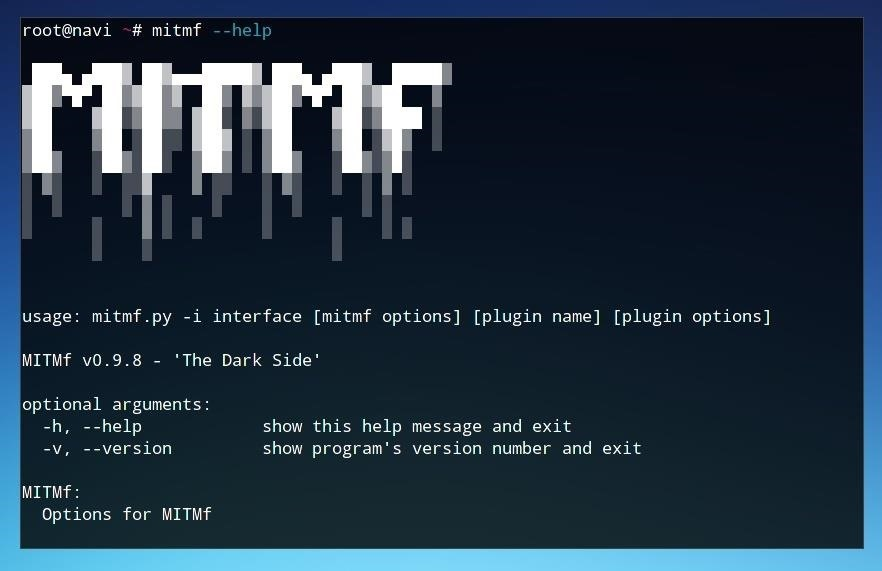 root@navi ~# mitmf --help
MITMF
usage: mitmf.py -i interface [mitmf options] [plugin name] [plugin options]
MITMf v0.9.8 - 'The Dark Side'
optional arguments:
-h, --help show this help message and exit
-v, --version show program's version number and exit
MITMf:
Options for MITMf